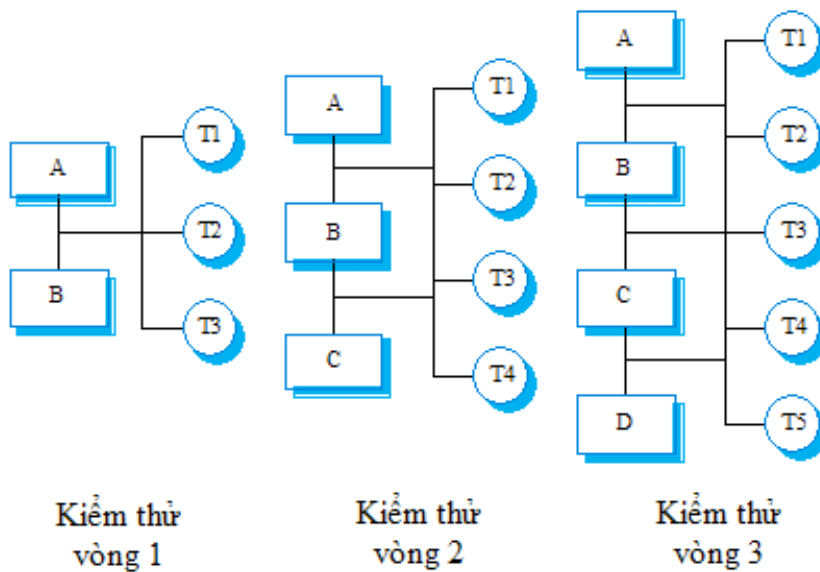 A
B
T1
T2
T3
Kiểm thử
vòng 1
A
B
C
T1
T2
T3
T4
Kiểm thử
vòng 2
A
B
C
D
T1
T2
T3
T4
T5
Kiểm thử
vòng 3